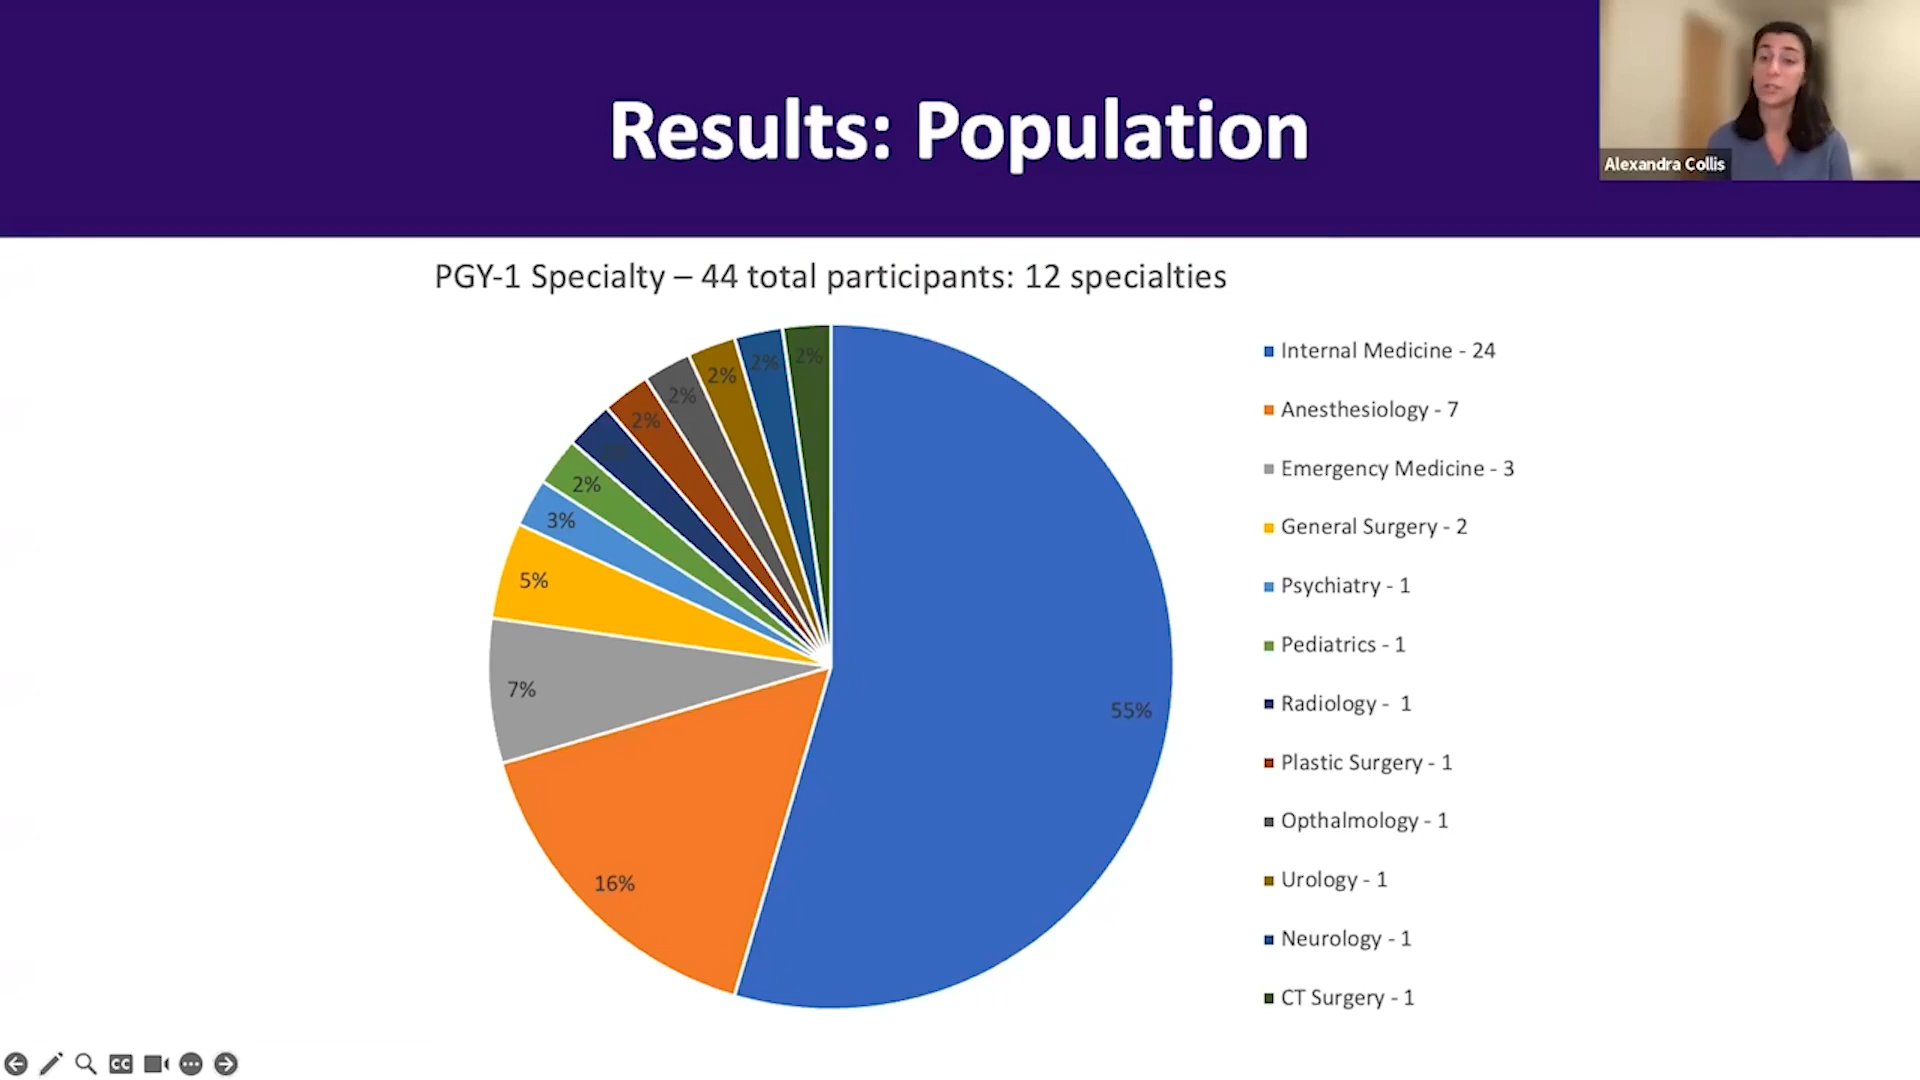 Results: Population
Alexandra Collis
PGY-1 Specialty – 44 total participants: 12 specialties
2%
2%
2%
2%
2%
2%
3%
5%
7%
16%
55%
Internal Medicine - 24
Anesthesiology - 7
Emergency Medicine - 3
General Surgery - 2
Psychiatry - 1
Pediatrics - 1
Radiology - 1
Plastic Surgery - 1
Opthalmology - 1
Urology - 1
Neurology - 1
CT Surgery - 1
CC